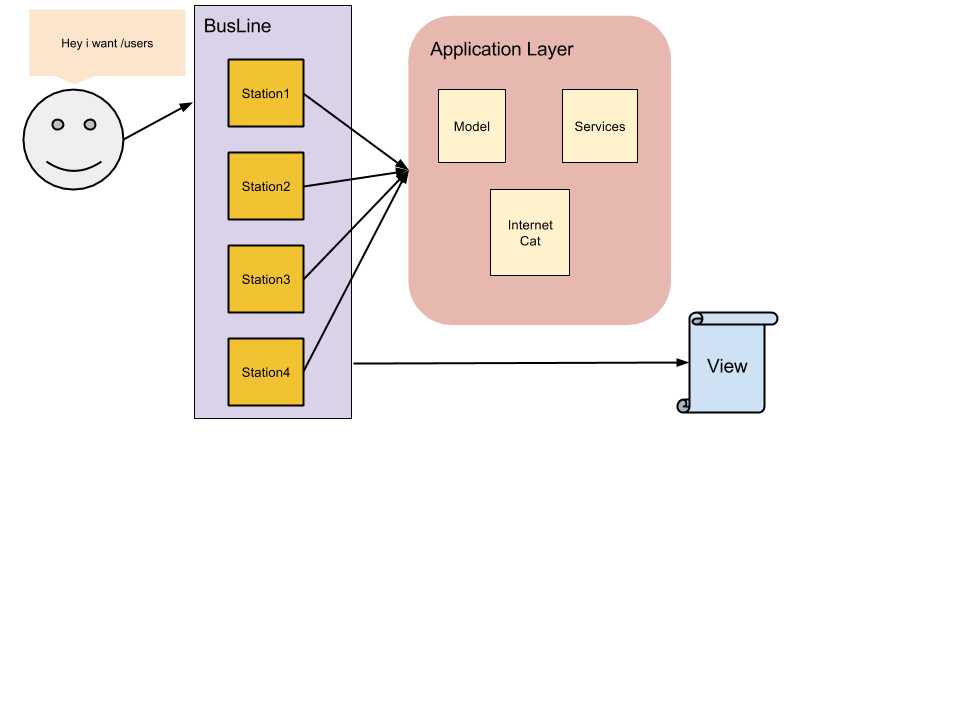 Hey i want /users
BusLine
Station1
Station2
Station3
Station4
Application Layer
Model
Services
Internet
Cat
View